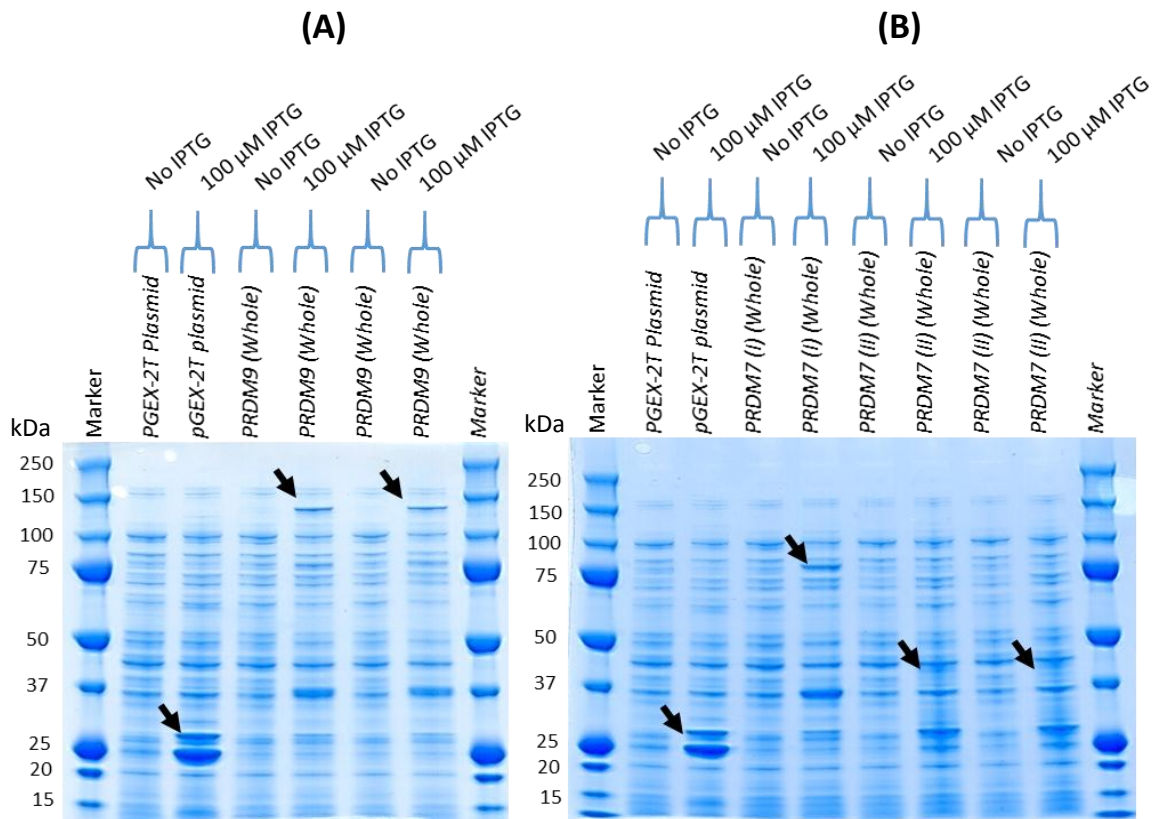 (A)
No IPTG
100 µM IPTG
No IPTG
100 µM IPTG
No IPTG
100 µM IPTG
kDa
Marker
PGEX-2T Plasmid
pGEX-2T plasmid
PRDM9 (Whole)
PRDM9 (Whole)
PRDM9 (Whole)
PRDM9 (Whole)
Marker
250
150
100
75
50
37
25
20
15
(B)
No IPTG
100 µM IPTG
No IPTG
100 µM IPTG
No IPTG
100 µM IPTG
No IPTG
100 µM IPTG
kDa
Marker
PGEX-2T Plasmid
pGEX-2T plasmid
PRDM7 (I) (Whole)
PRDM7 (I) (Whole)
PRDM7 (II) (Whole)
PRDM7 (II) (Whole)
PRDM7 (II) (Whole)
PRDM7 (II) (Whole)
Marker
250
150
100
75
50
37
25
20
15